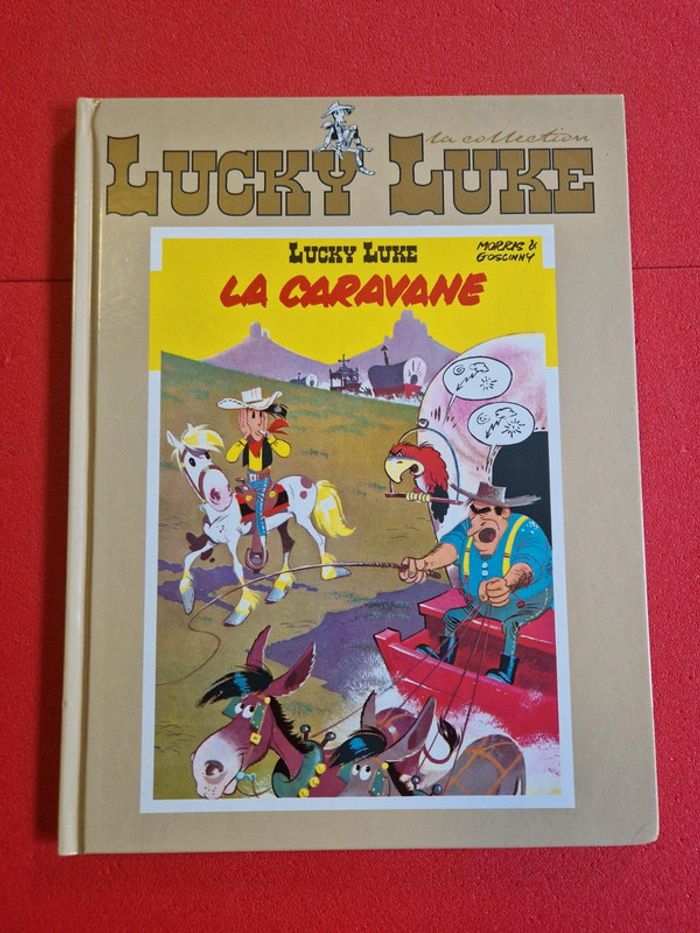 la collection
LUCKY LUKE
LUCKY LUKE
MORRIS &
GOSCINNY
LA CARAVANE